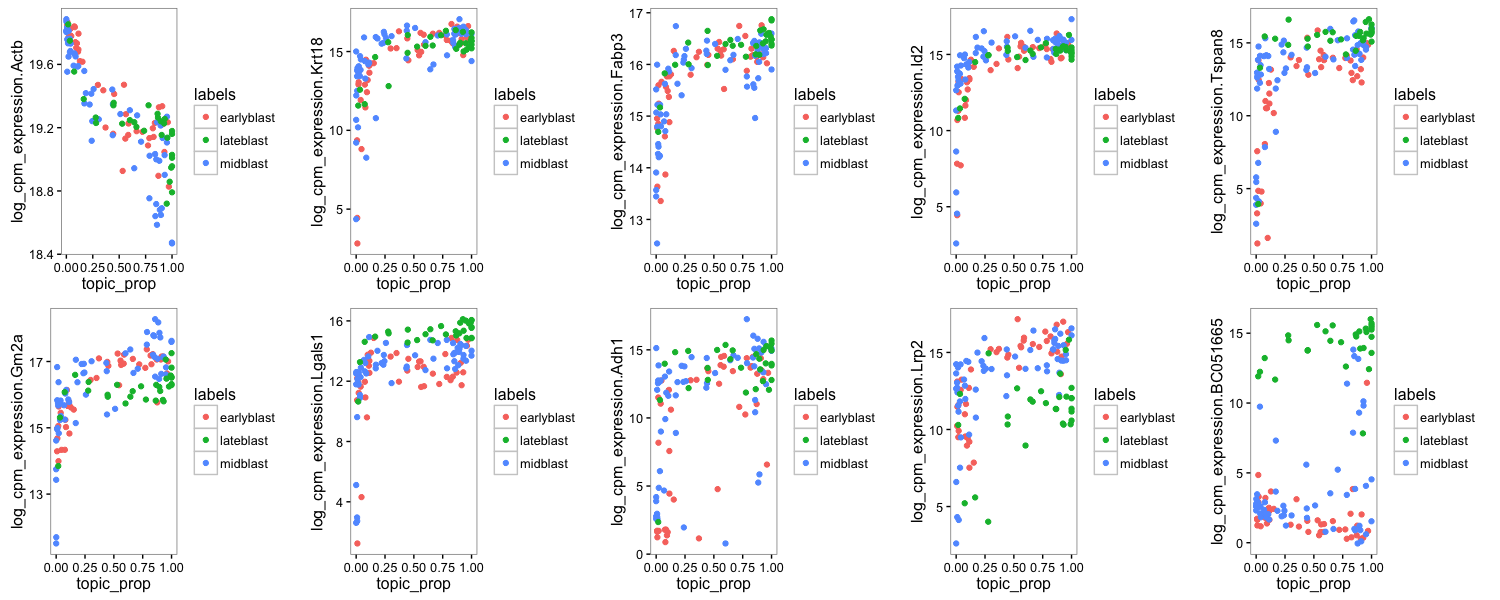 log_cpm_expression.Actb
19.6
19.2
18.8
18.4
0.00 0.25 0.50 0.75 1.00
topic_prop
labels
earlyblast
lateblast
midblast
log_cpm_expression.Krt18
15
10
5
0.00 0.25 0.50 0.75 1.00
topic_prop
labels
earlyblast
lateblast
midblast
log_cpm_expression.Fabp3
17
16
15
14
13
0.00 0.25 0.50 0.75 1.00
topic_prop
labels
earlyblast
lateblast
midblast
log_cpm_expression.Id2
15
10
5
0.00 0.25 0.50 0.75 1.00
topic_prop
labels
earlyblast
lateblast
midblast
log_cpm_expression.Tspan8
15
10
5
0.00 0.25 0.50 0.75 1.00
topic_prop
labels
earlyblast
lateblast
midblast
log_cpm_expression.Gm2a
17
15
13
0.00 0.25 0.50 0.75 1.00
topic_prop
labels
earlyblast
lateblast
midblast
log_cpm_expression.Lgals1
16
12
8
4
0.00 0.25 0.50 0.75 1.00
topic_prop
labels
earlyblast
lateblast
midblast
log_cpm_expression.Adh1
15
10
5
0
0.00 0.25 0.50 0.75 1.00
topic_prop
labels
earlyblast
lateblast
midblast
log_cpm_expression.Lrp2
15
10
5
0.00 0.25 0.50 0.75 1.00
topic_prop
labels
earlyblast
lateblast
midblast
log_cpm_expression.BC051665
15
10
5
0
0.00 0.25 0.50 0.75 1.00
topic_prop
labels
earlyblast
lateblast
midblast